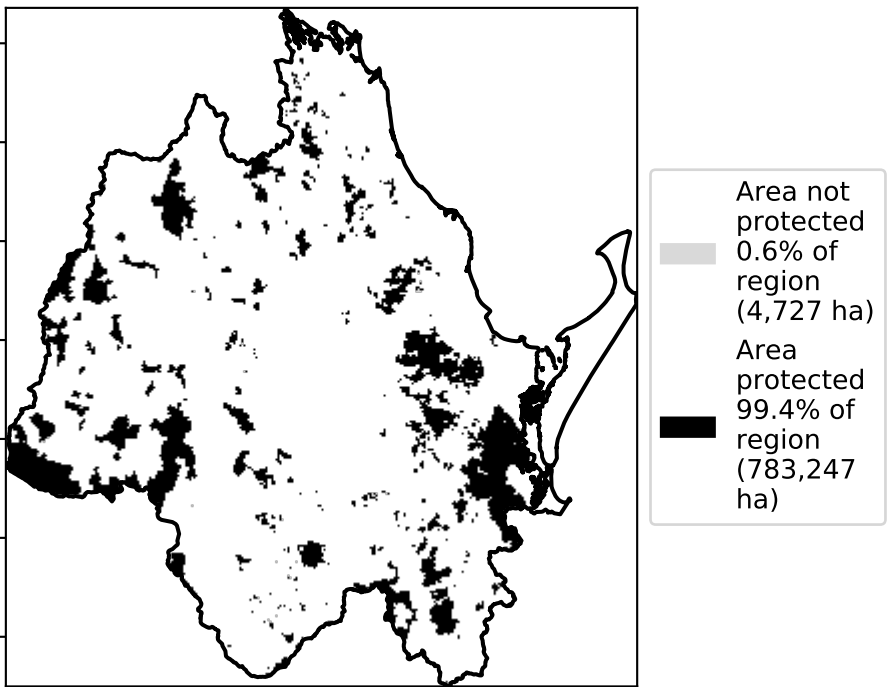 Area not
protected
0.6% of
region
(4,727 ha)
Area
protected
99.4% of
region
(783,247
ha)